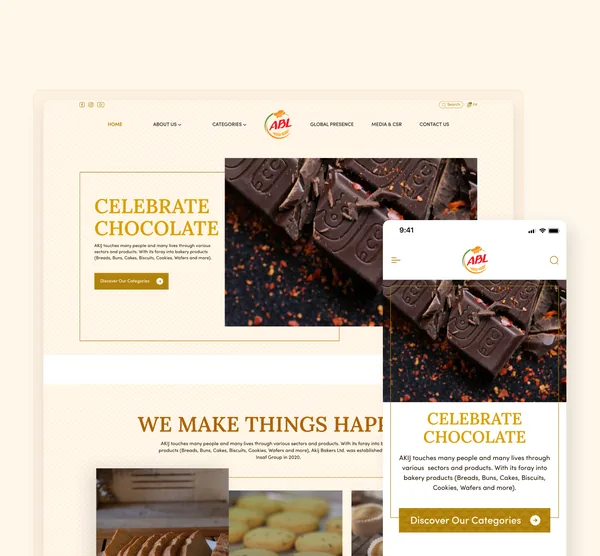 Search
HOME
ABOUT US
CATEGORIES
ABL
GLOBAL PRESENCE
MEDIA & CSR
CONTACT US
CELEBRATE
CHOCOLATE
AKIJ touches many people and many lives through various
sectors and products. With its foray into bakery products
(Breads, Buns, Cakes, Biscuits, Cookies, Wafers and more).
Discover Our Categories
WE MAKE THINGS HAPP
AKIJ touches many people and many lives through various sectors and products. With its foray into b
products (Breads, Buns, Cakes, Biscuits, Cookies, Wafers and more), Akij Bakers Ltd. was established
Insaf Group in 2020.
9:41
ABL
CELEBRATE
CHOCOLATE
AKIJ touches many people and many lives through
various sectors and products. With its foray into
bakery products (Breads, Buns, Cakes, Biscuits,
Cookies, Wafers and more).
Discover Our Categories